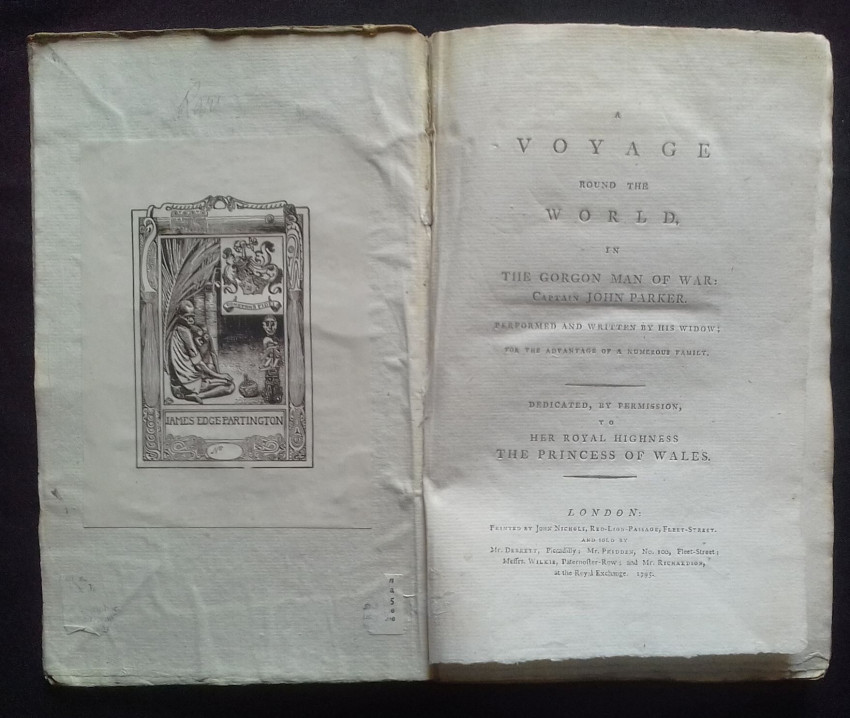 Rare
JAMES EDGE PARTINGTON
A
VOYAGE
ROUND THE
WORLD,
IN
THE GORGON MAN OF WAR:
CAPTAIN JOHN PARKER.
PERFORMED AND WRITTEN BY HIS WIDOW;
FOR THE ADVANTAGE OF A NUMEROUS FAMILY.
DEDICATED, BY PERMISSION,
TO
HER ROYAL HIGHNESS
THE PRINCESS OF WALES.
LONDON:
PRINTED BY JOHN NICHOLS, RED-LION-PASSAGE, FLEET-STREET.
AND SOLD BY
Mr. DEBRETT, Piccadilly; Mr. PRIDDEN, No. 100, Fleet-Street;
Messrs. WILKIE, Paternoster-Row; and Mr. RICHARDSON,
at the Royal Exchange. 1795.